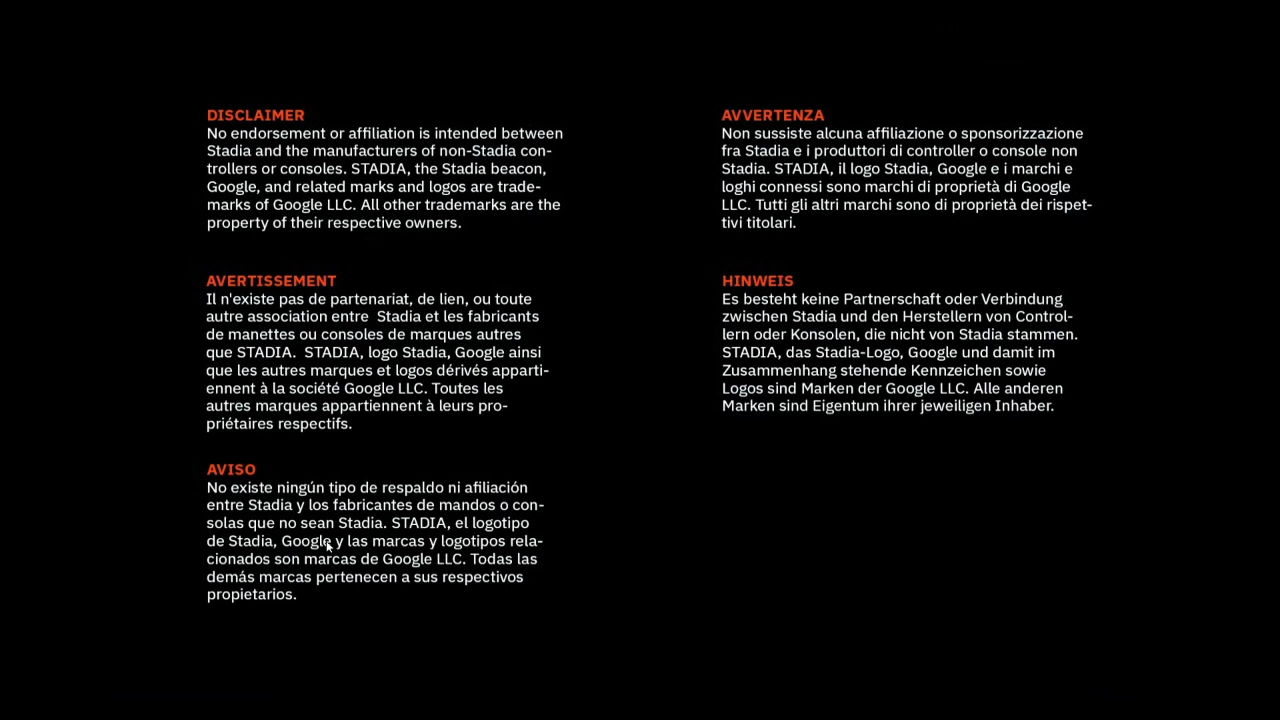 DISCLAIMER
No endorsement or affiliation is intended between
Stadia and the manufacturers of non-Stadia con-
trollers or consoles. STADIA, the Stadia beacon,
Google, and related marks and logos are trade-
marks of Google LLC. All other trademarks are the
property of their respective owners.
AVERTISSEMENT
Il n'existe pas de partenariat, de lien, ou toute
autre association entre  Stadia et les fabricants
de manettes ou consoles de marques autres
que STADIA.  STADIA, logo Stadia, Google ainsi
que les autres marques et logos dérivés apparti-
ennent à la société Google LLC. Toutes les
autres marques appartiennent à leurs pro-
priétaires respectifs.
AVISO
No existe ningún tipo de respaldo ni afiliación
entre Stadia y los fabricantes de mandos o con-
solas que no sean Stadia. STADIA, el logotipo
de Stadia, Google y las marcas y logotipos rela-
cionados son marcas de Google LLC. Todas las
demás marcas pertenecen a sus respectivos
propietarios.
AVVERTENZA
Non sussiste alcuna affiliazione o sponsorizzazione
fra Stadia e i produttori di controller o console non
Stadia. STADIA, il logo Stadia, Google e i marchi e
loghi connessi sono marchi di proprietà di Google
LLC. Tutti gli altri marchi sono di proprietà dei rispet-
tivi titolari.
HINWEIS
Es besteht keine Partnerschaft oder Verbindung
zwischen Stadia und den Herstellern von Control-
lern oder Konsolen, die nicht von Stadia stammen.
STADIA, das Stadia-Logo, Google und damit im
Zusammenhang stehende Kennzeichen sowie
Logos sind Marken der Google LLC. Alle anderen
Marken sind Eigentum ihrer jeweiligen Inhaber.